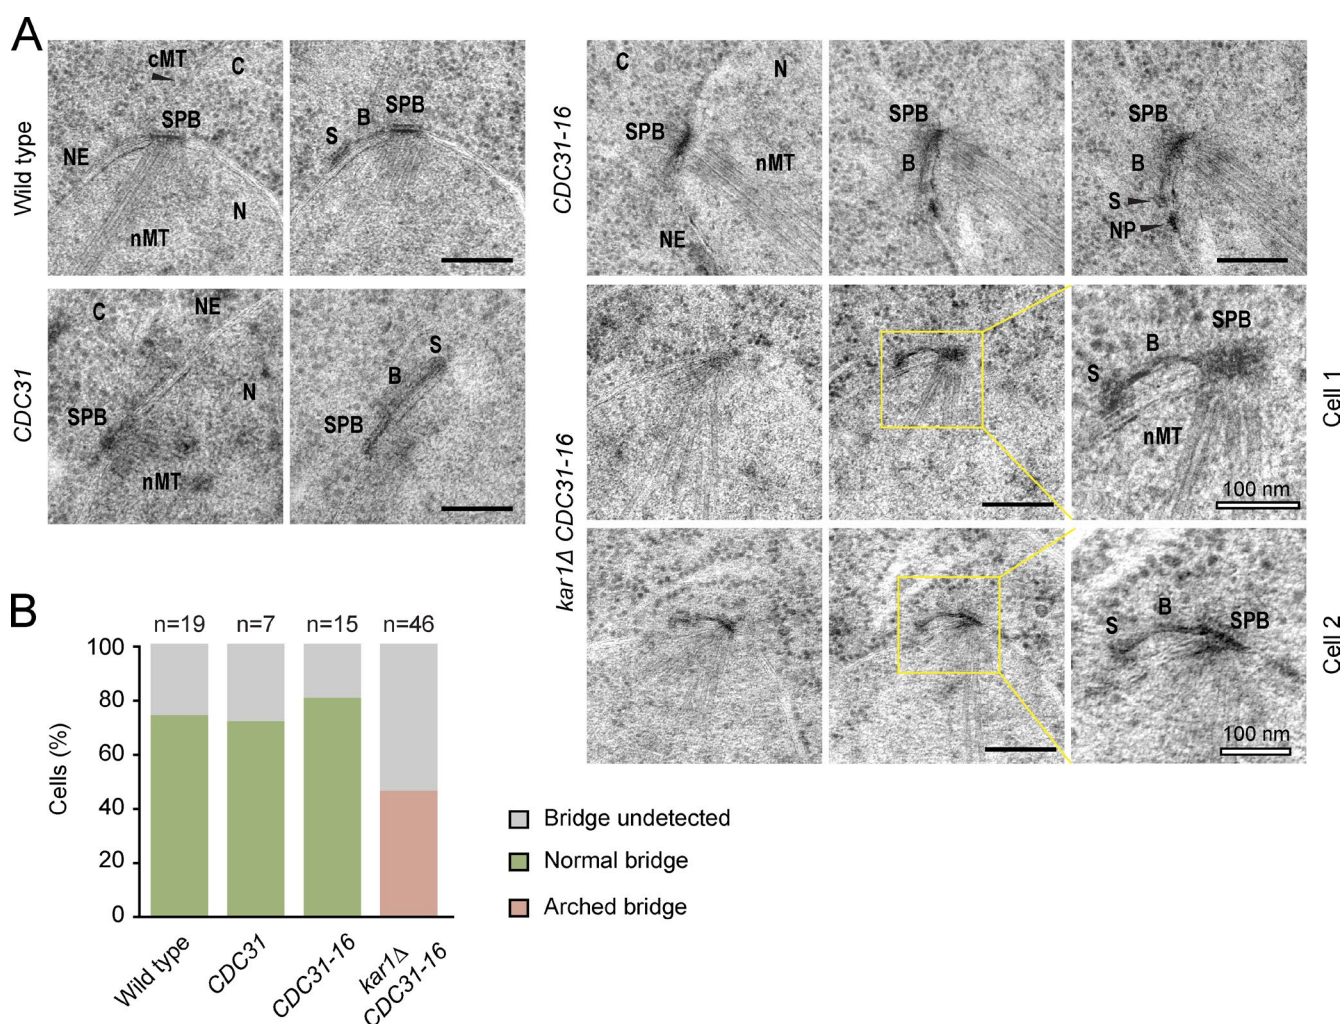 A
Wild type
cMT
C
SPB
NE
N
nMT
SPB
B
S
CDC31
C
NE
N
SPB
nMT
S
B
SPB
CDC31-16
C
N
SPB
nMT
NE
SPB
B
SPB
B
S
NP
kar1Δ CDC31-16
SPB
B
S
nMT
100 nm
Cell 1
B
S
SPB
100 nm
Cell 2
B
n=19 n=7 n=15 n=46
Cells (%)
100
80
60
40
20
0
Wild type
CDC31
CDC31-16
kar1Δ
CDC31-16
Bridge undetected
Normal bridge
Arched bridge